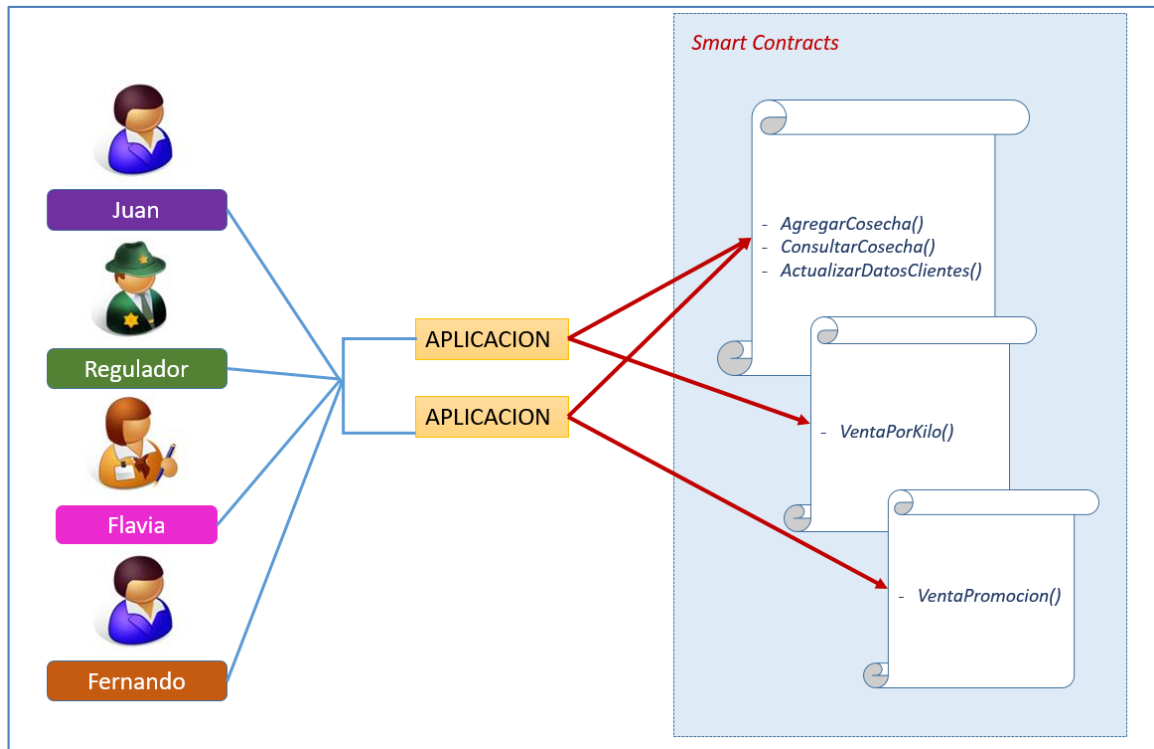 Smart Contracts
Juan
Regulador
Flavia
Fernando
APLICACION
APLICACION
- AgregarCosecha()
- ConsultarCosecha()
- ActualizarDatosClientes()
- VentaPorKilo()
- VentaPromocion()